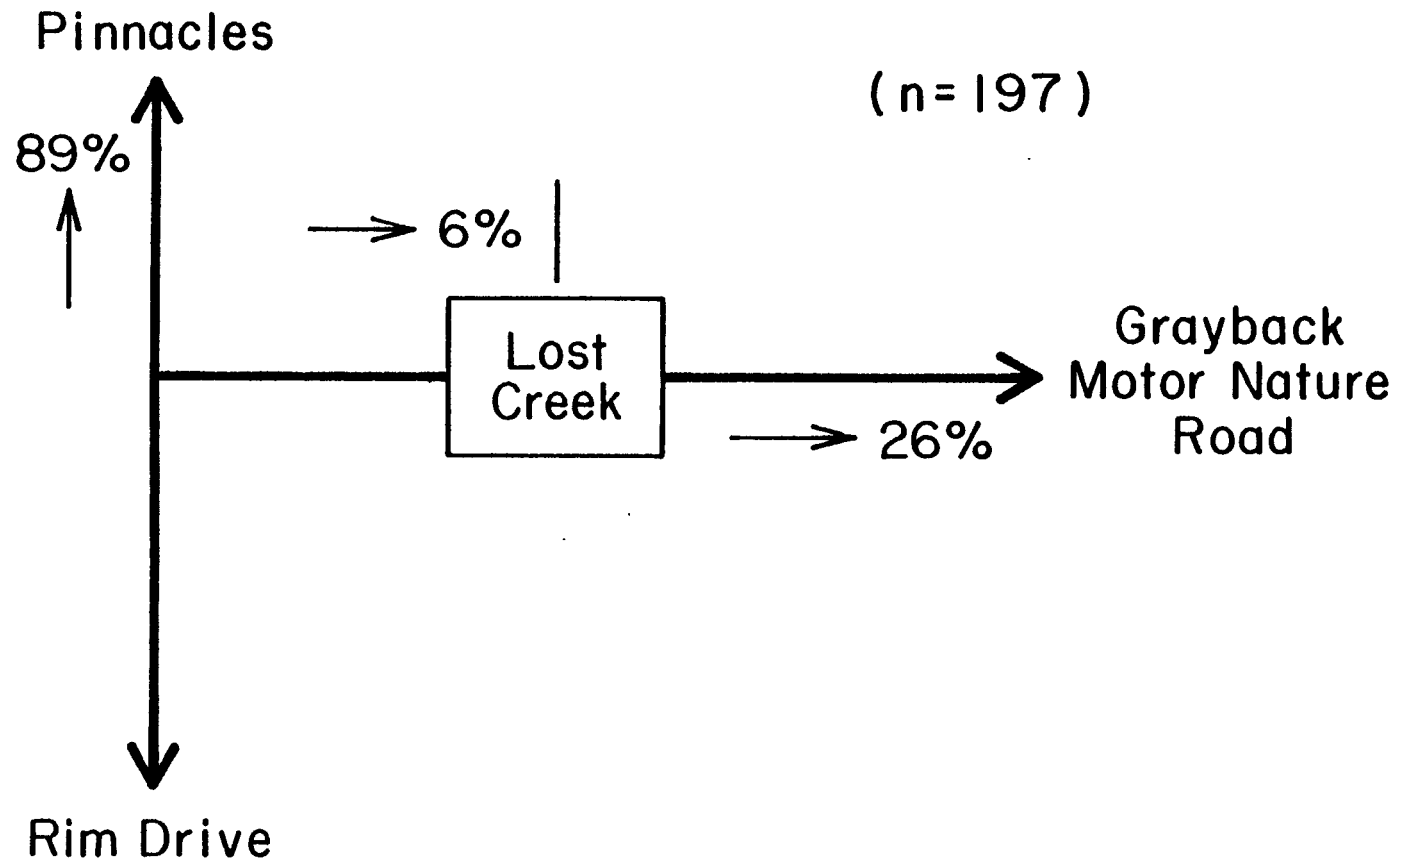 Pinnacles
(n=197)
89%
6%
Lost
Creek
Grayback
Motor Nature
Road
26%
Rim Drive